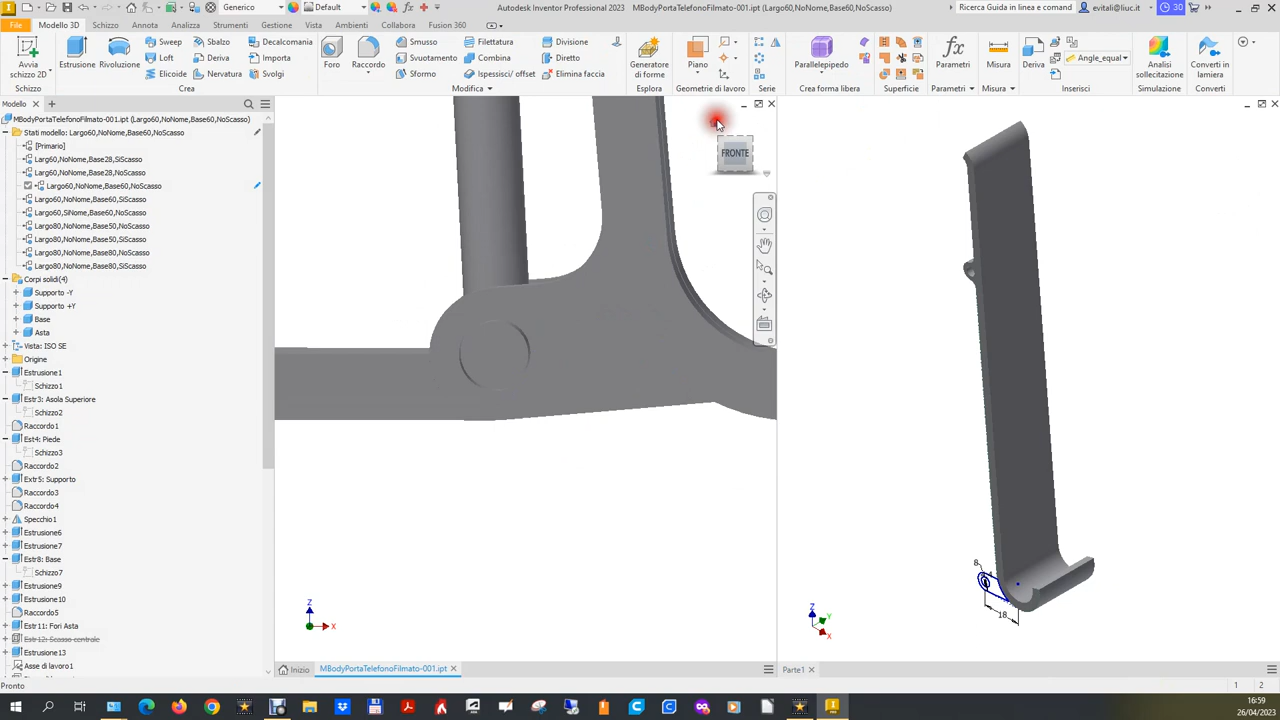 Generico
Default
Autodesk Inventor Professional 2023
MBodyPortaTelefonoFilmato-001.ipt (Largo60,NoNome,Base60,NoScasso)
Ricerca Guida in linea e comand
30
evitali@liuc.it
File
Modello 3D
Schizzo
Annota
Analizza
Strumenti
Gestisci
Vista
Ambienti
Collabora
Fusion 360
Avvia
schizzo 2D
Estrusione
Rivoluzione
Sweep
Sbalzo
Decalcomania
Loft
Deriva
Importa
Elicoide
Nervatura
Svolgi
Foro
Raccordo
Smusso
Filettatura
Divisione
Svuotamento
Combina
Diretto
Sformo
Ispessisci/ offset
Elimina faccia
Generatore
di forme
Piano
Parallelepipedo
Parametri
Misura
Deriva
Angle_equal
Analisi
sollecitazione
Converti in
lamiera
Schizzo
Crea
Modifica
Esplora
Geometrie di lavoro
Serie
Crea forma libera
Superficie
Parametri
Misura
Inserisci
Simulazione
Converti
Modello
MBodyPortaTelefonoFilmato-001.ipt (Largo60,NoNome,Base60,NoScasso)
Stati modello: Largo60,NoNome,Base60,NoScasso
[Primario]
Larg60,NoNome,Base28,SiScasso
Larg60,NoNome,Base28,NoScasso
Largo60,NoNome,Base60,NoScasso
Largo60,NoNome,Base60,SiScasso
Largo60,SiNome,Base60,NoScasso
Largo80,NoNome,Base50,NoScasso
Largo80,NoNome,Base50,SiScasso
Largo80,NoNome,Base80,NoScasso
Largo80,NoNome,Base80,SiScasso
Corpi solidi(4)
Supporto -Y
Supporto +Y
Base
Asta
Vista: ISO SE
Origine
Estrusione1
Schizzo1
Estr3: Asola Superiore
Schizzo2
Raccordo1
Est4: Piede
Schizzo3
Raccordo2
Extr5: Supporto
Raccordo3
Raccordo4
Specchio1
Estrusione6
Estrusione7
Estr8: Base
Schizzo7
Estrusione9
Estrusione10
Raccordo5
Estr11: Fori Asta
Estr12: Scasso centrale
Estrusione13
Asse di lavoro1
FRONTE
Z
X
8
18
Z
Y
X
Inizio
MBodyPortaTelefonoFilmato-001.ipt
Parte1
Pronto
1
2
16:59
26/04/2023